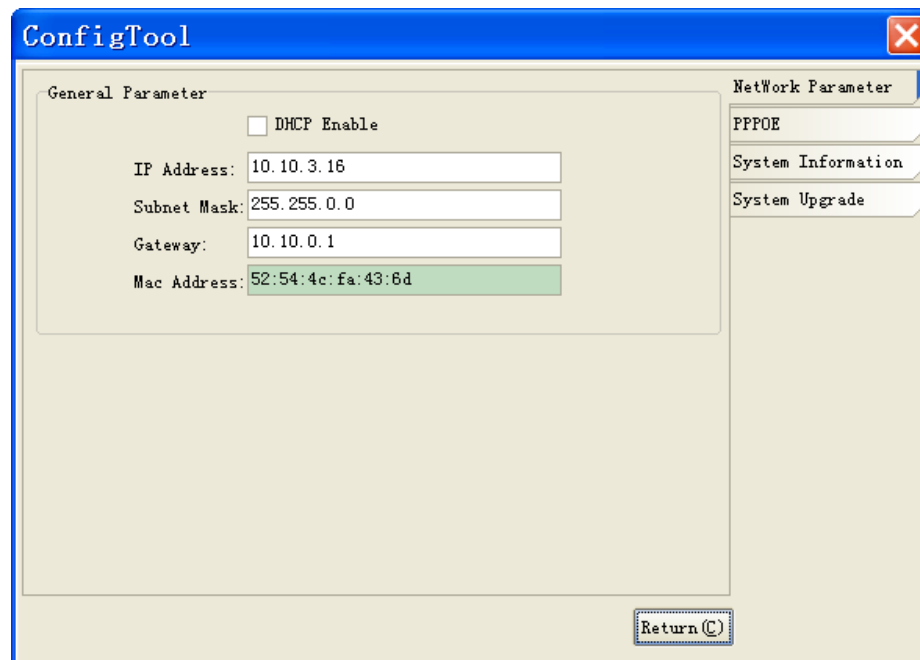 ConfigTool
General Parameter
DHCP Enable
IP Address: 10.10.3.16
Subnet Mask: 255.255.0.0
Gateway: 10.10.0.1
Mac Address: 52:54:4c:fa:43:6d
NetWork Parameter
PPPOE
System Information
System Upgrade
Return(C)